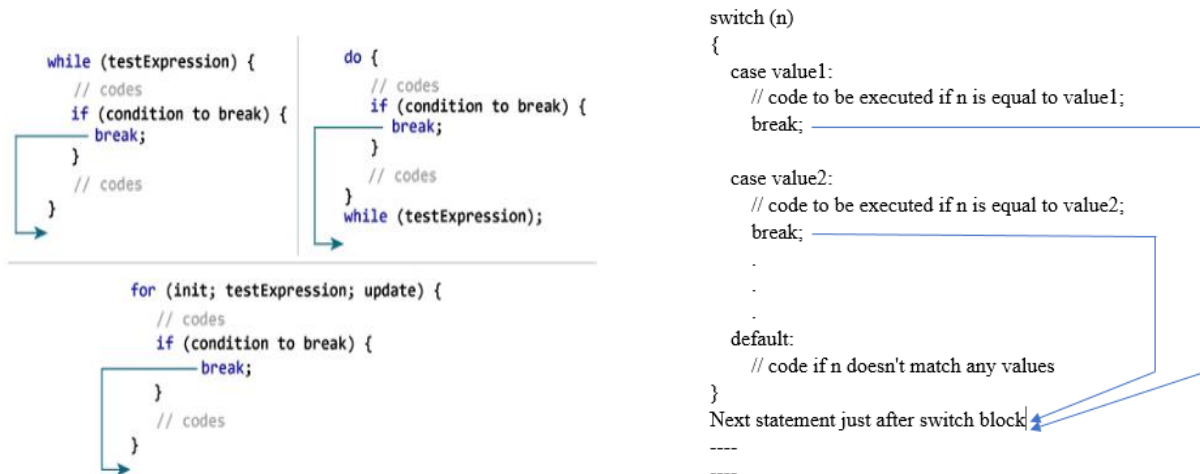 while (testExpression) {
// codes
if (condition to break) {
break;
}
// codes
}
do {
// codes
if (condition to break) {
break;
}
// codes
}
while (testExpression);
for (init; testExpression; update) {
// codes
if (condition to break) {
break;
}
// codes
}
switch (n)
{
case value1:
// code to be executed if n is equal to value1;
break;
case value2:
// code to be executed if n is equal to value2;
break;
.
.
.
default:
// code if n doesn't match any values
}
Next statement just after switch block
----
----